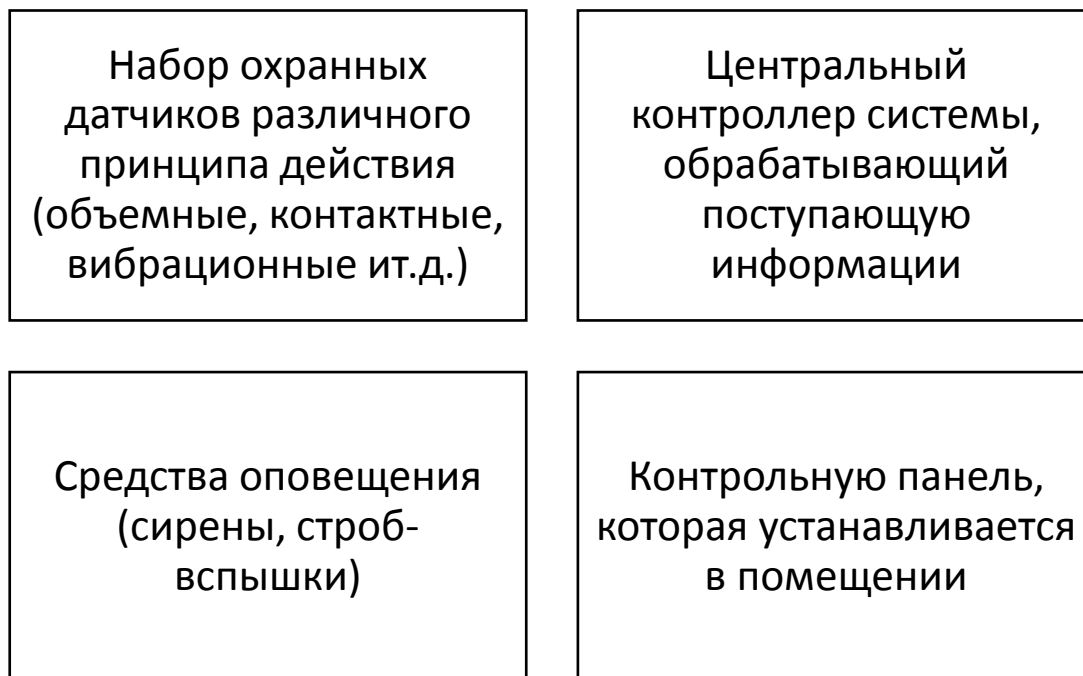 Набор охранных
датчиков различного
принципа действия
(объемные, контактные,
вибрационные ит.д.)
Центральный
контроллер системы,
обрабатывающий
поступающую
информации
Средства оповещения
(сирены, строб-
вспышки)
Контрольную панель,
которая устанавливается
в помещении